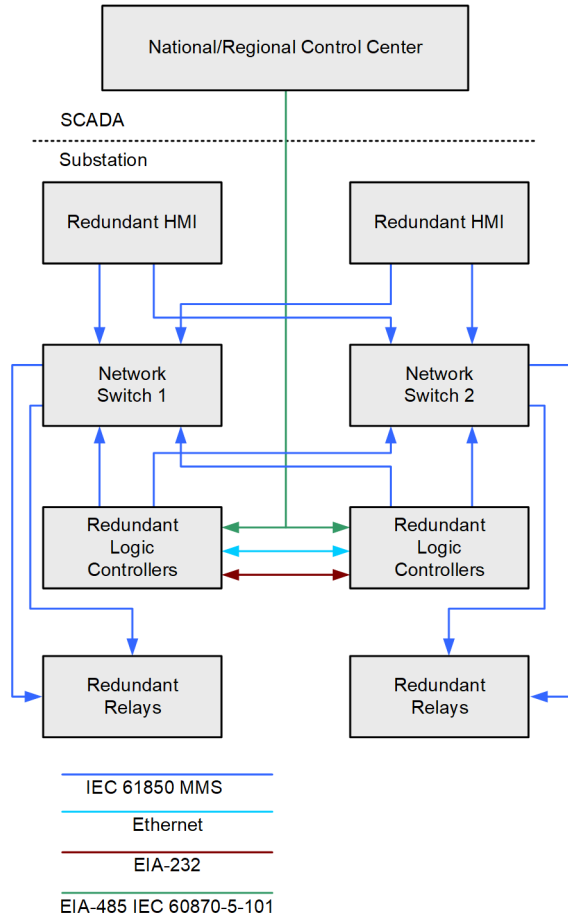 National/Regional Control Center
SCADA
Substation
Redundant HMI
Redundant HMI
Network
Switch 1
Network
Switch 2
Redundant
Logic
Controllers
Redundant
Logic
Controllers
Redundant
Relays
Redundant
Relays
IEC 61850 MMS
Ethernet
EIA-232
EIA-485 IEC 60870-5-101